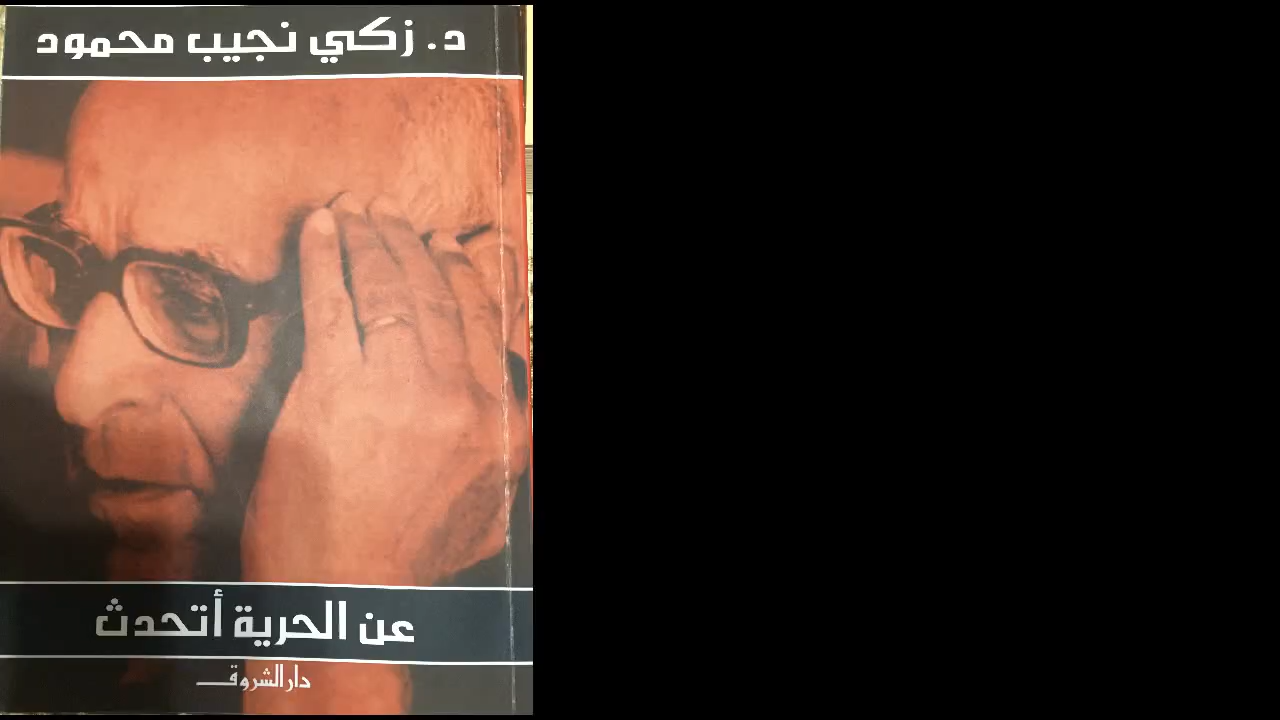 د. زكي نجيب محمود
عن الحرية أتحدث
دار الشروق